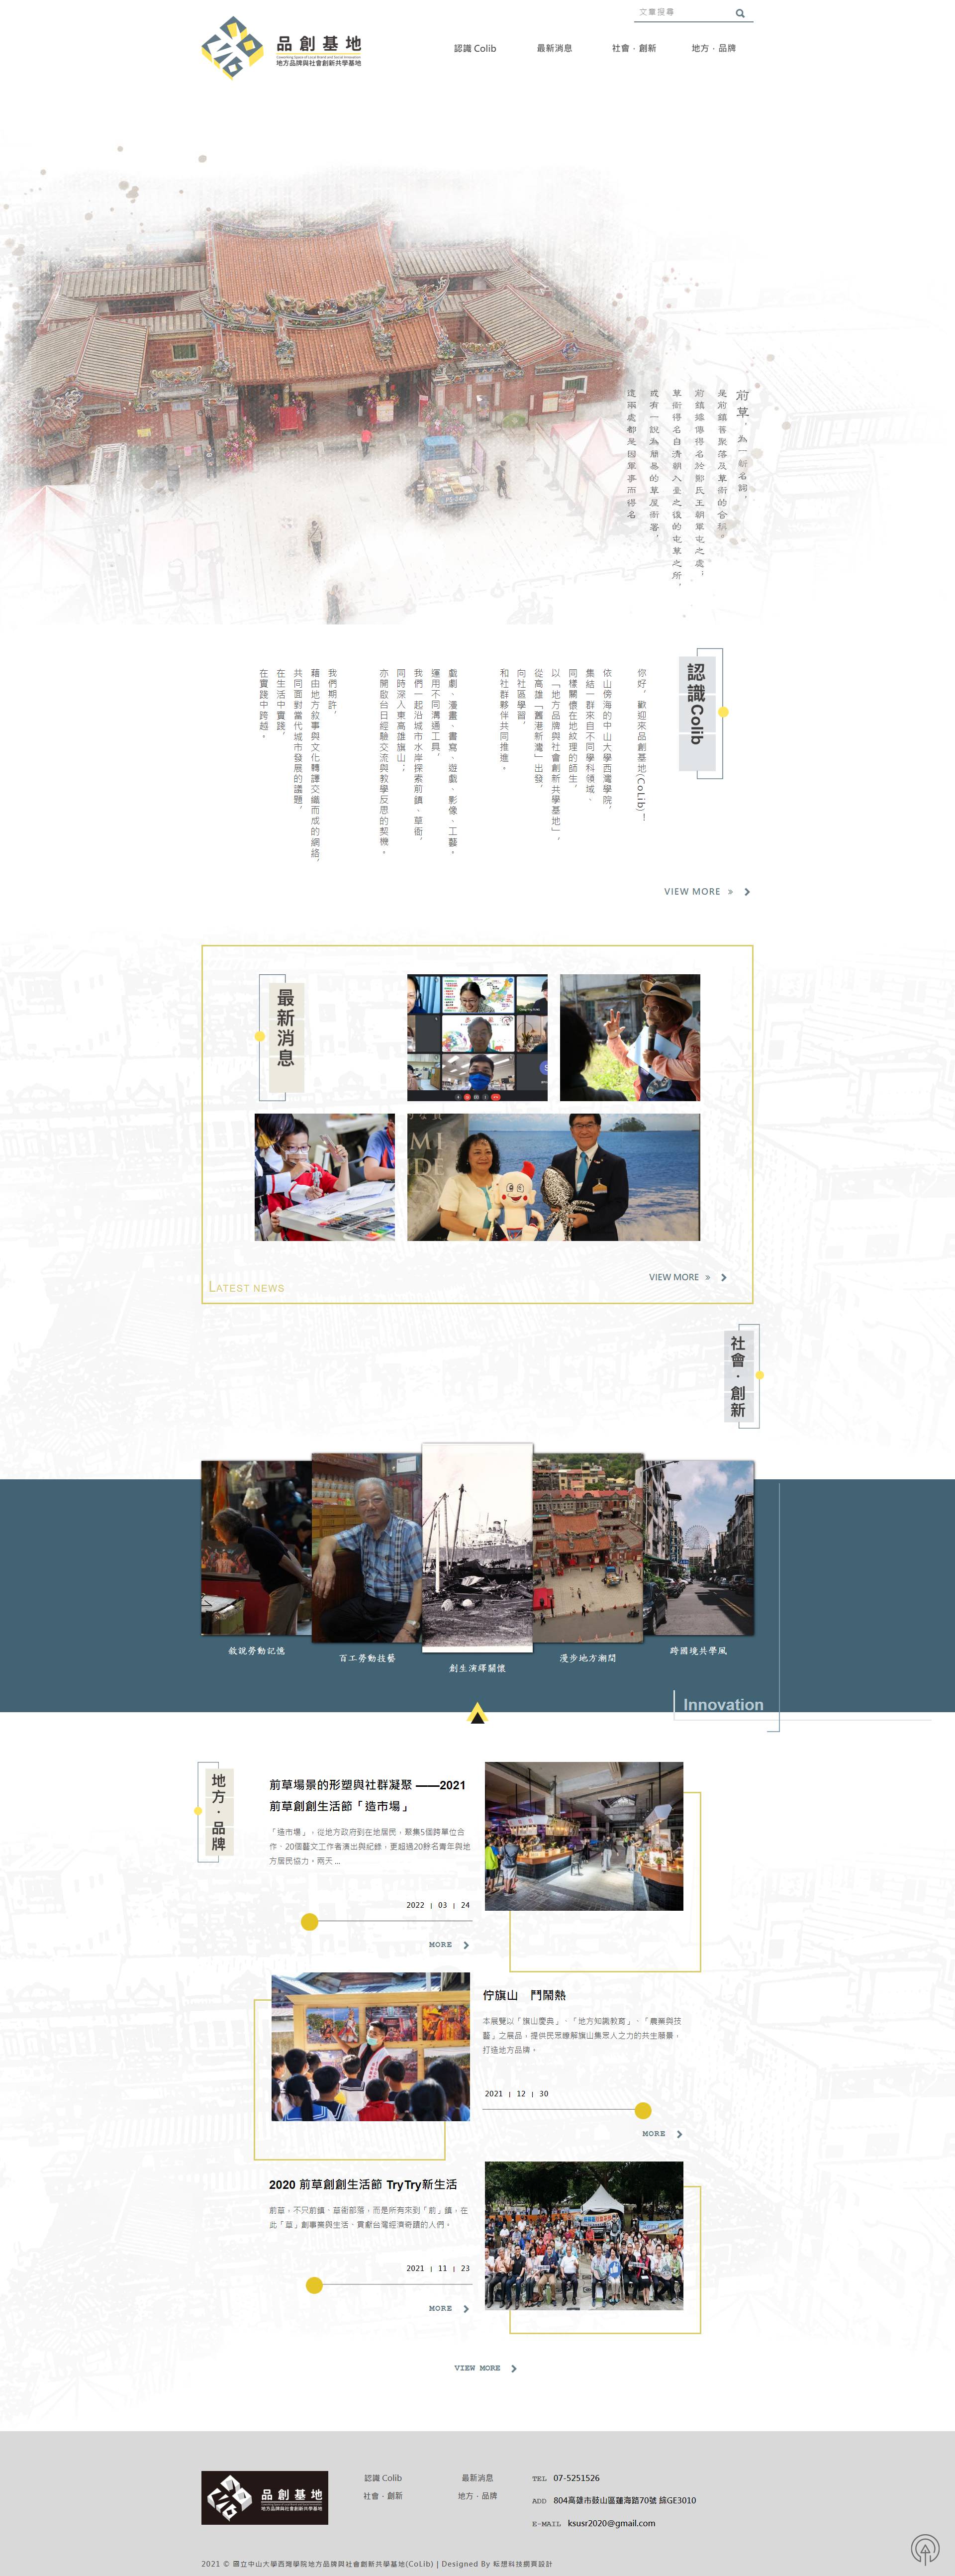 文章搜尋
品創基地
地方品牌與社會創新共學基地
認識 Colib
最新消息
社會．創新
地方．品牌
前草，為一新名詞，
是前鎮舊聚落及草衙的合稱。
前鎮據傳得名於鄭氏王朝軍屯之處；
草衙得名自清朝入臺之後的屯草之所，
或有一說為簡易的草屋衙署，
這兩處都是因軍事而得名
認識Colib
你好，歡迎來品創基地(CoLib)！
依山傍海的中山大學西灣學院，
集結一群來自不同學科領域、
同樣關懷在地紋理的師生，
以「地方品牌與社會創新共學基地」，
從高雄「舊港新灣」出發，
向社區學習，
和社群夥伴共同推進。
戲劇、漫畫、書寫、遊戲、影像、工藝，
運用不同溝通工具，
我們一起沿城市水岸探索前鎮、草衙，
同時深入東高雄旗山；
亦開啟台日經驗交流與教學反思的契機。
我們期許，
藉由地方敘事與文化轉譯交織而成的網絡，
共同面對當代城市發展的議題，
在生活中實踐，
在實踐中跨越。
VIEW MORE »
最新消息
LATEST NEWS
VIEW MORE »
社會．創新
敘說勞動記憶
百工勞動技藝
創生演繹關懷
漫步地方潮間
跨國境共學風
Innovation
地方．品牌
前草場景的形塑與社群凝聚 ——2021
前草創創生活節「造市場」
「造市場」，從地方政府到在地居民，聚集5個跨單位合
作、20個藝文工作者演出與紀錄，更超過20餘名青年與地
方居民協力。兩天 ...
2022 | 03 | 24
MORE
佇旗山　鬥鬧熱
本展覽以「旗山慶典」、「地方知識教育」、「農業與技
藝」之展品，提供民眾瞭解旗山集眾人之力的共生願景，
打造地方品牌。
2021 | 12 | 30
MORE
2020 前草創創生活節 TryTry新生活
前草，不只前鎮、草衙部落，而是所有來到「前」鎮，在
此「草」創事業與生活、貢獻台灣經濟奇蹟的人們。
2021 | 11 | 23
MORE
VIEW MORE
品創基地
地方品牌與社會創新共學基地
認識 Colib
最新消息
社會．創新
地方．品牌
TEL 07-5251526
ADD 804高雄市鼓山區蓮海路70號 綜GE3010
E-MAIL ksusr2020@gmail.com
2021 © 國立中山大學西灣學院地方品牌與社會創新共學基地(CoLib) | Designed By 耘想科技網頁設計